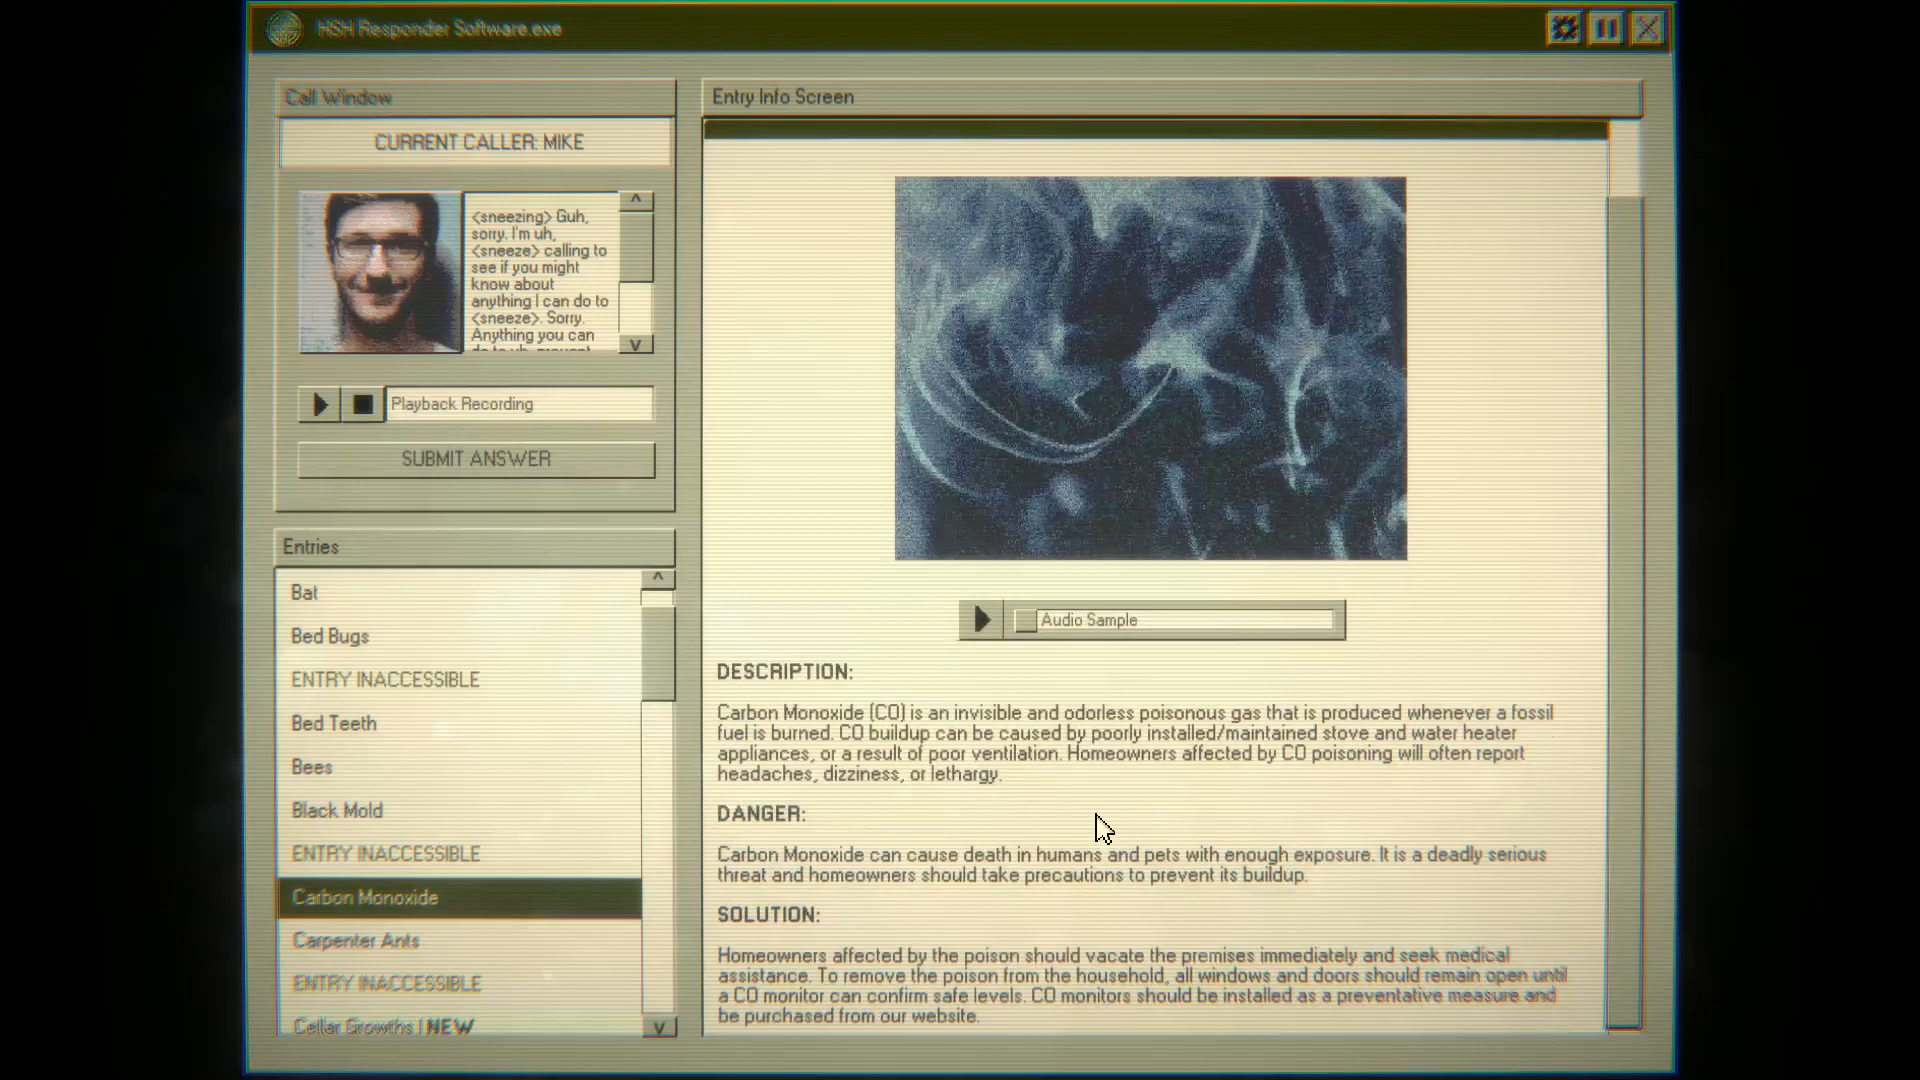 HSH Responder Software.exe
Call Window
CURRENT CALLER: MIKE
<sneezing> Guh,
sorry. I'm uh,
<sneeze> calling to
see if you might
know about
anything I can do to
<sneeze>. Sorry.
Anything you can
do to uh, prevent
Playback Recording
SUBMIT ANSWER
Entries
Bat
Bed Bugs
ENTRY INACCESSIBLE
Bed Teeth
Bees
Black Mold
ENTRY INACCESSIBLE
Carbon Monoxide
Carpenter Ants
ENTRY INACCESSIBLE
Cellar Growths | NEW
Entry Info Screen
Audio Sample
DESCRIPTION:
Carbon Monoxide (CO) is an invisible and odorless poisonous gas that is produced whenever a fossil
fuel is burned. CO buildup can be caused by poorly installed/maintained stove and water heater
appliances, or a result of poor ventilation. Homeowners affected by CO poisoning will often report
headaches, dizziness, or lethargy.
DANGER:
Carbon Monoxide can cause death in humans and pets with enough exposure. It is a deadly serious
threat and homeowners should take precautions to prevent its buildup.
SOLUTION:
Homeowners affected by the poison should vacate the premises immediately and seek medical
assistance. To remove the poison from the household, all windows and doors should remain open until
a CO monitor can confirm safe levels. CO monitors should be installed as a preventative measure and
be purchased from our website.